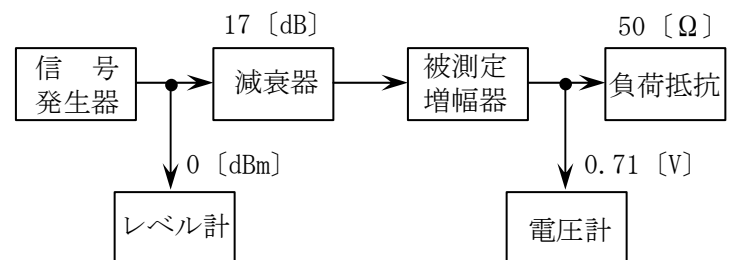 17〔dB〕
50〔Ω〕
信　号
発生器
減衰器
被測定
増幅器
負荷抵抗
0〔dBm〕
0.71〔V〕
レベル計
電圧計